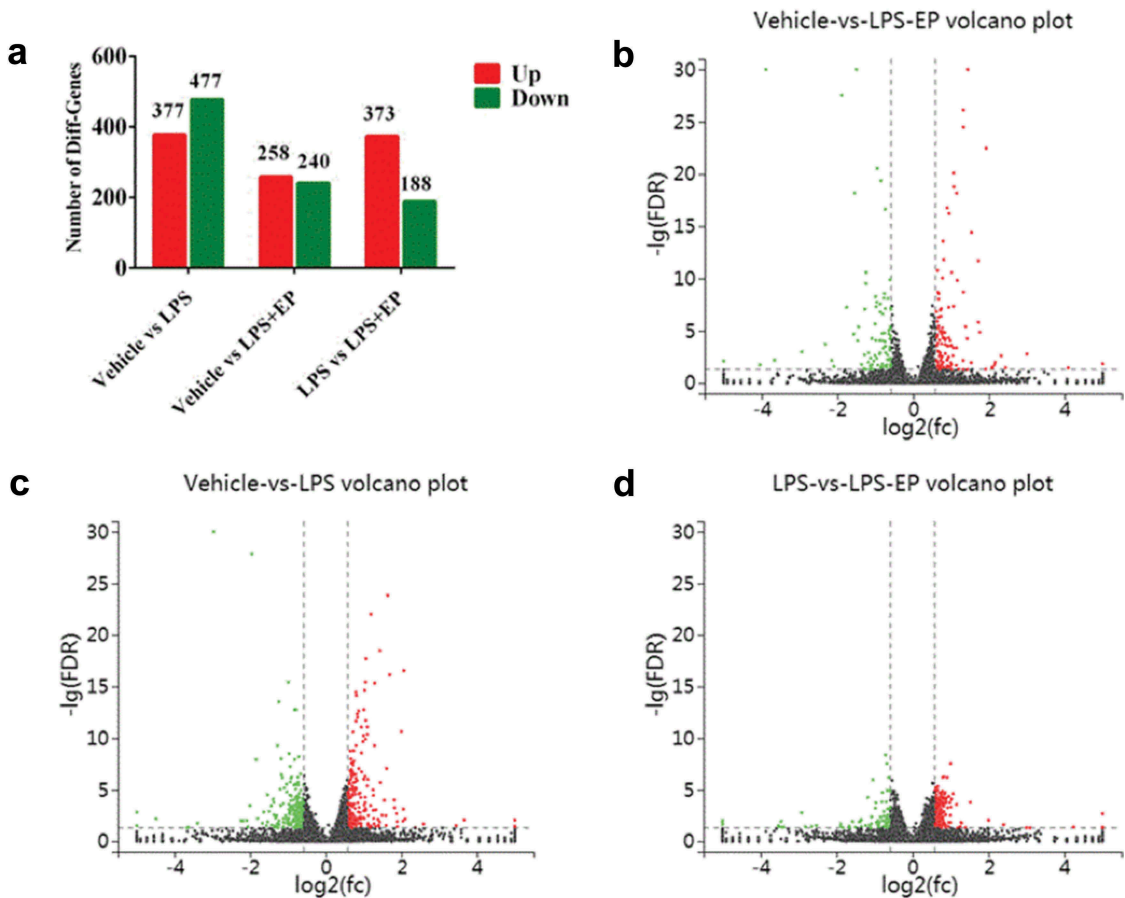 a
600
400
200
0
Number of Diff-Genes
377
477
258
240
373
188
Up
Down
Vehicle vs LPS
Vehicle vs LPS+EP
LPS vs LPS+EP
b
Vehicle-vs-LPS-EP volcano plot
30
25
20
15
10
5
0
-lg(FDR)
-4 -2 0 2 4
log2(fc)
c
Vehicle-vs-LPS volcano plot
30
25
20
15
10
5
0
-lg(FDR)
-4 -2 0 2 4
log2(fc)
d
LPS-vs-LPS-EP volcano plot
30
25
20
15
10
5
0
-lg(FDR)
-4 -2 0 2 4
log2(fc)